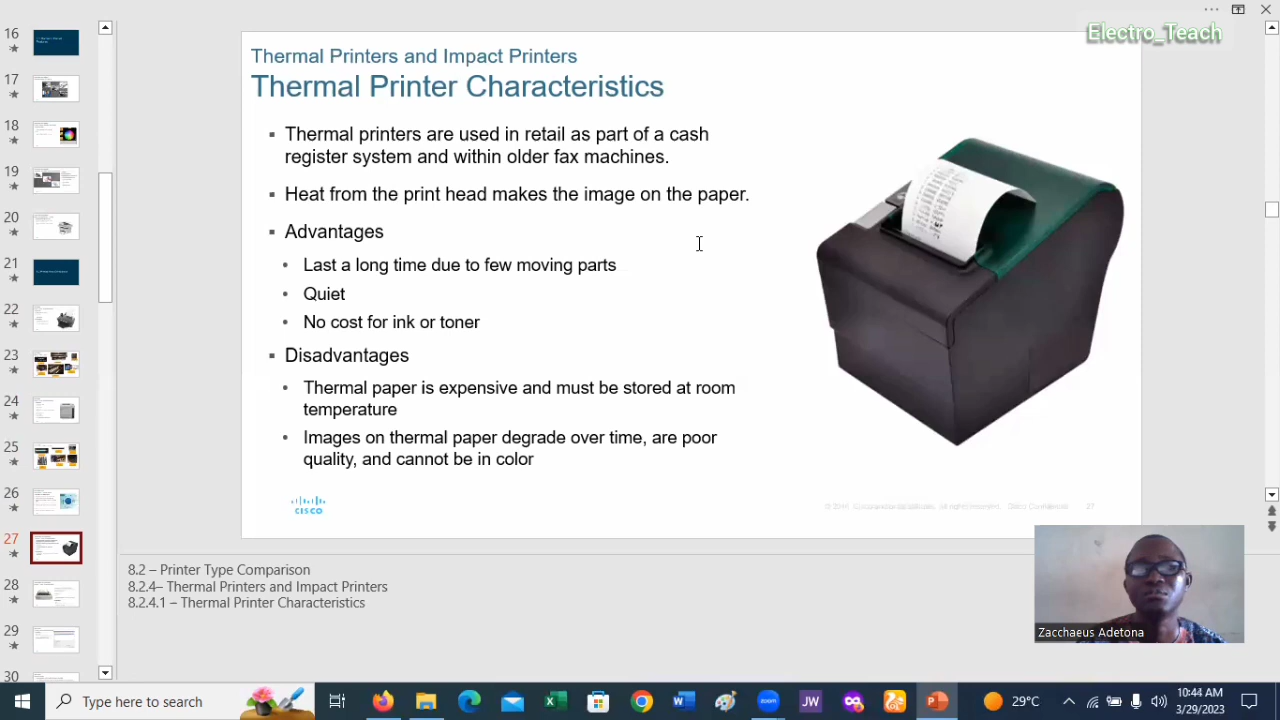 Electro_Teach
16
17
18
19
20
21
22
23
24
25
26
27
28
29
30
Thermal Printers and Impact Printers
Thermal Printer Characteristics
▪ Thermal printers are used in retail as part of a cash
register system and within older fax machines.
▪ Heat from the print head makes the image on the paper.
▪ Advantages
• Last a long time due to few moving parts
• Quiet
• No cost for ink or toner
▪ Disadvantages
• Thermal paper is expensive and must be stored at room
temperature
• Images on thermal paper degrade over time, are poor
quality, and cannot be in color
CISCO
27
8.2 – Printer Type Comparison
8.2.4– Thermal Printers and Impact Printers
8.2.4.1 – Thermal Printer Characteristics
Zacchaeus Adetona
Type here to search
zoom
JW
29°C
10:44 AM
3/29/2023